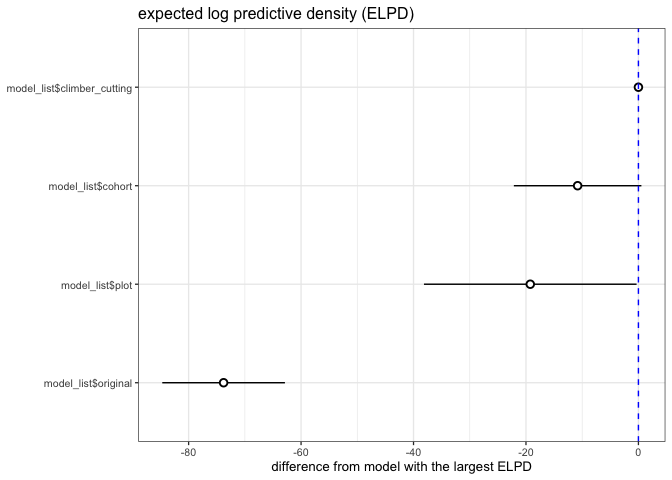 expected log predictive density (ELPD)
model_list$climber_cutting
model_list$cohort
model_list$plot
model_list$original
-80 -60 -40 -20 0
difference from model with the largest ELPD